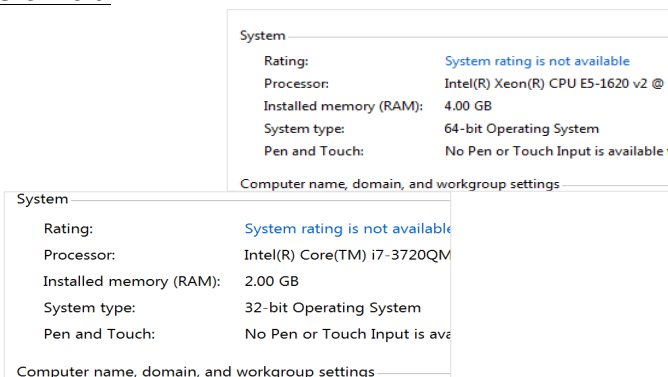 System
Rating: System rating is not available
Processor: Intel(R) Xeon(R) CPU E5-1620 v2 @
Installed memory (RAM): 4.00 GB
System type: 64-bit Operating System
Pen and Touch: No Pen or Touch Input is available
Computer name, domain, and workgroup settings
System
Rating: System rating is not available
Processor: Intel(R) Core(TM) i7-3720QM
Installed memory (RAM): 2.00 GB
System type: 32-bit Operating System
Pen and Touch: No Pen or Touch Input is ava
Computer name, domain, and workgroup settings